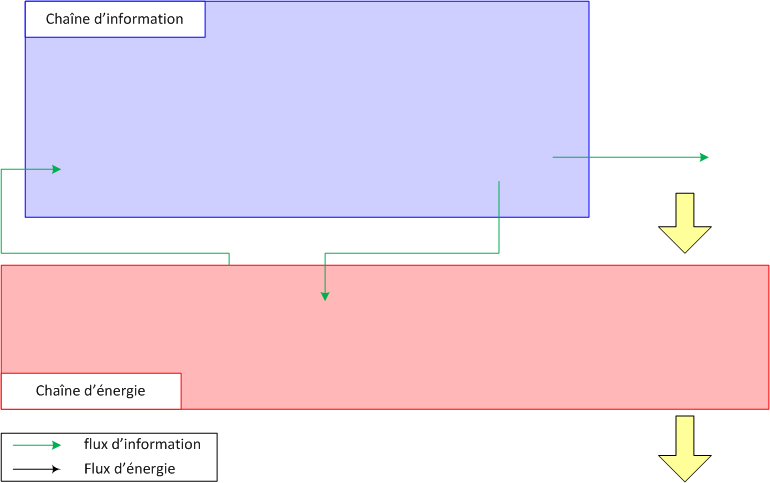 Chaîne d’information
Chaîne d’énergie
flux d’information
Flux d’énergie